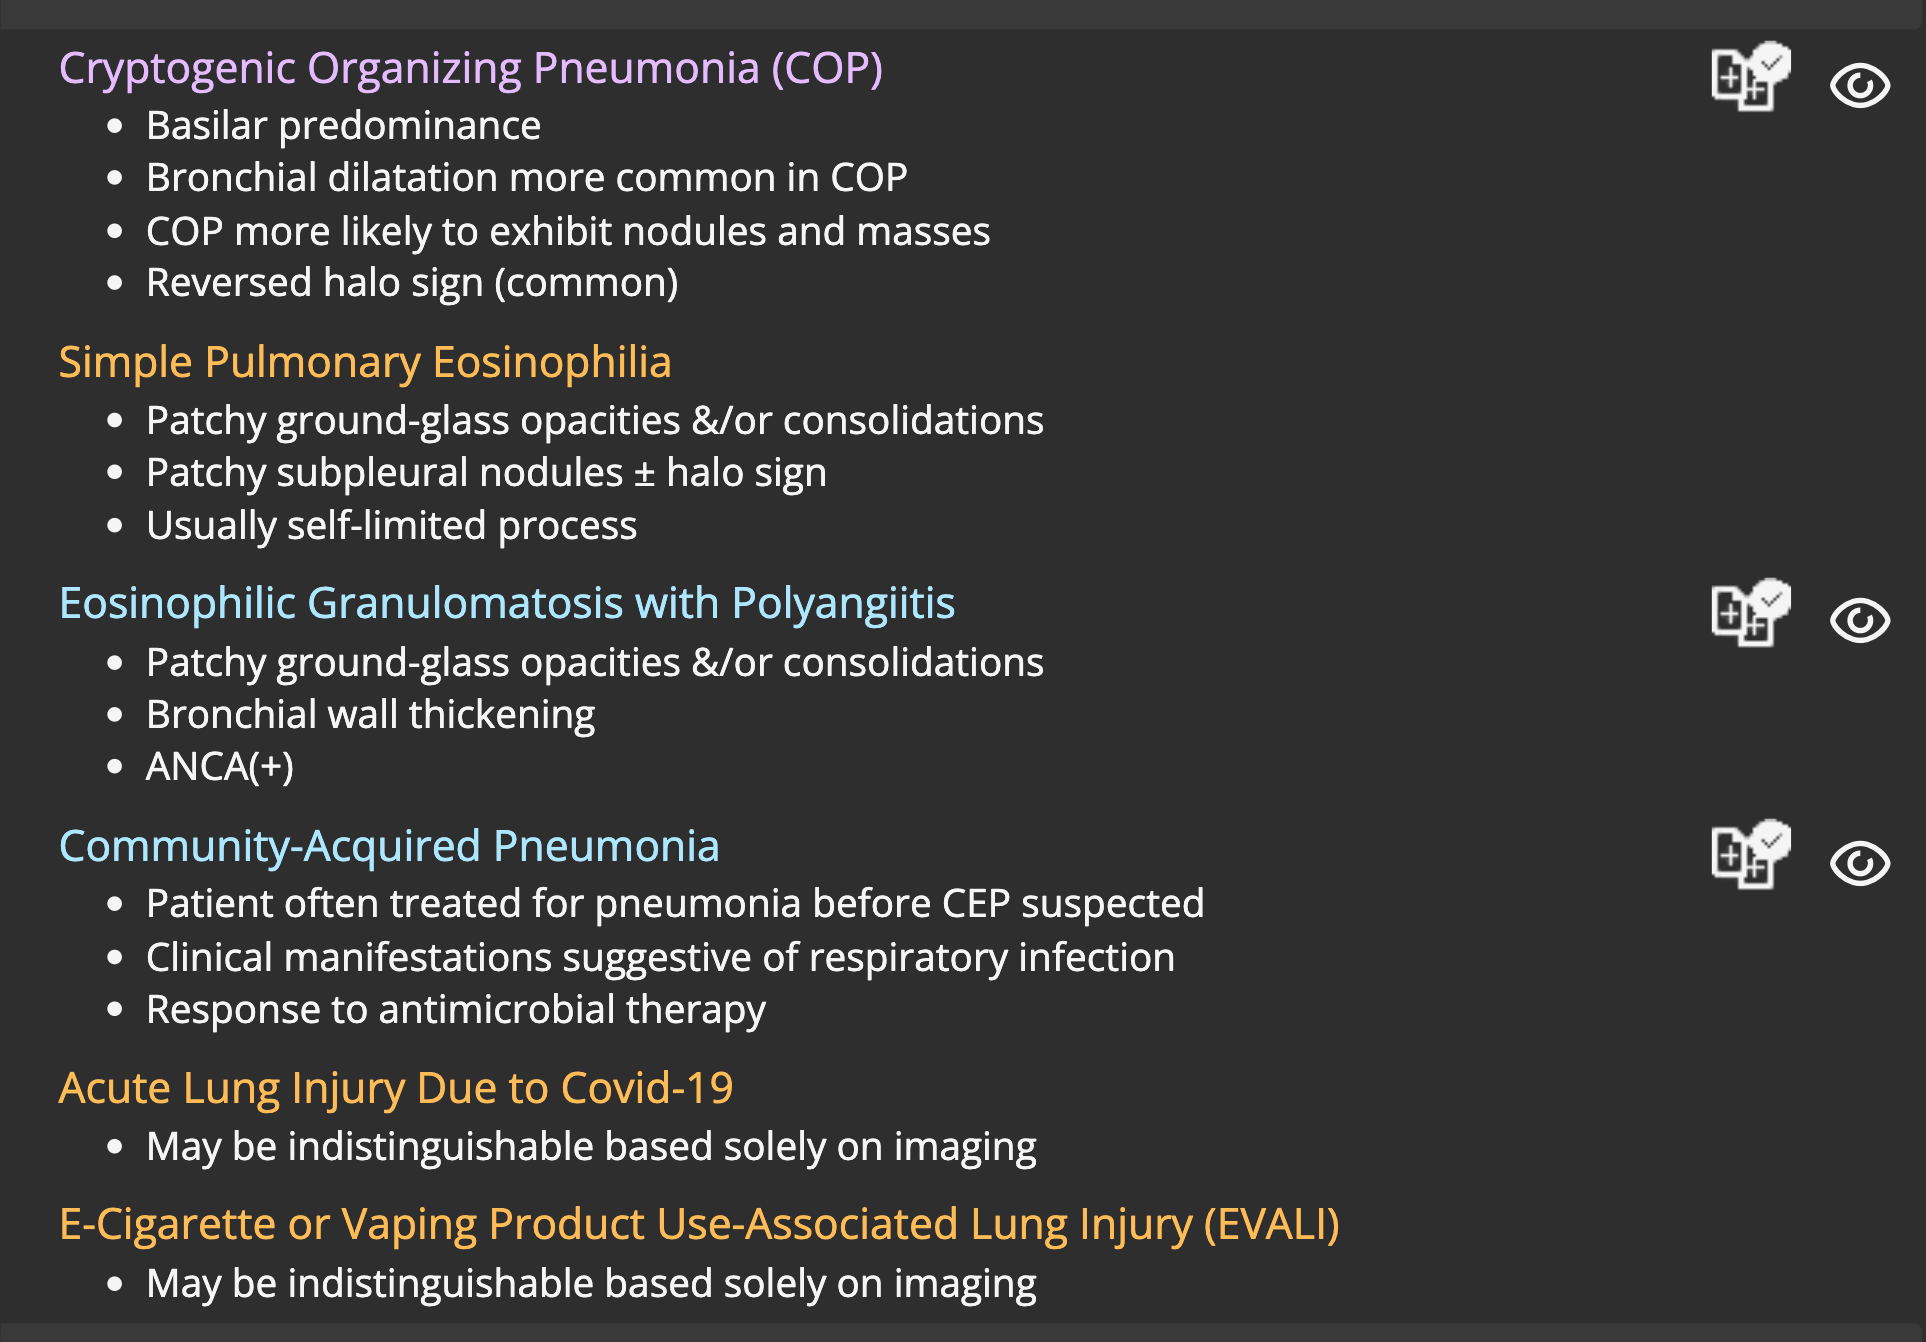 Cryptogenic Organizing Pneumonia (COP)
• Basilar predominance
• Bronchial dilatation more common in COP
• COP more likely to exhibit nodules and masses
• Reversed halo sign (common)
Simple Pulmonary Eosinophilia
• Patchy ground-glass opacities &/or consolidations
• Patchy subpleural nodules ± halo sign
• Usually self-limited process
Eosinophilic Granulomatosis with Polyangiitis
• Patchy ground-glass opacities &/or consolidations
• Bronchial wall thickening
• ANCA(+)
Community-Acquired Pneumonia
• Patient often treated for pneumonia before CEP suspected
• Clinical manifestations suggestive of respiratory infection
• Response to antimicrobial therapy
Acute Lung Injury Due to Covid-19
• May be indistinguishable based solely on imaging
E-Cigarette or Vaping Product Use-Associated Lung Injury (EVALI)
• May be indistinguishable based solely on imaging